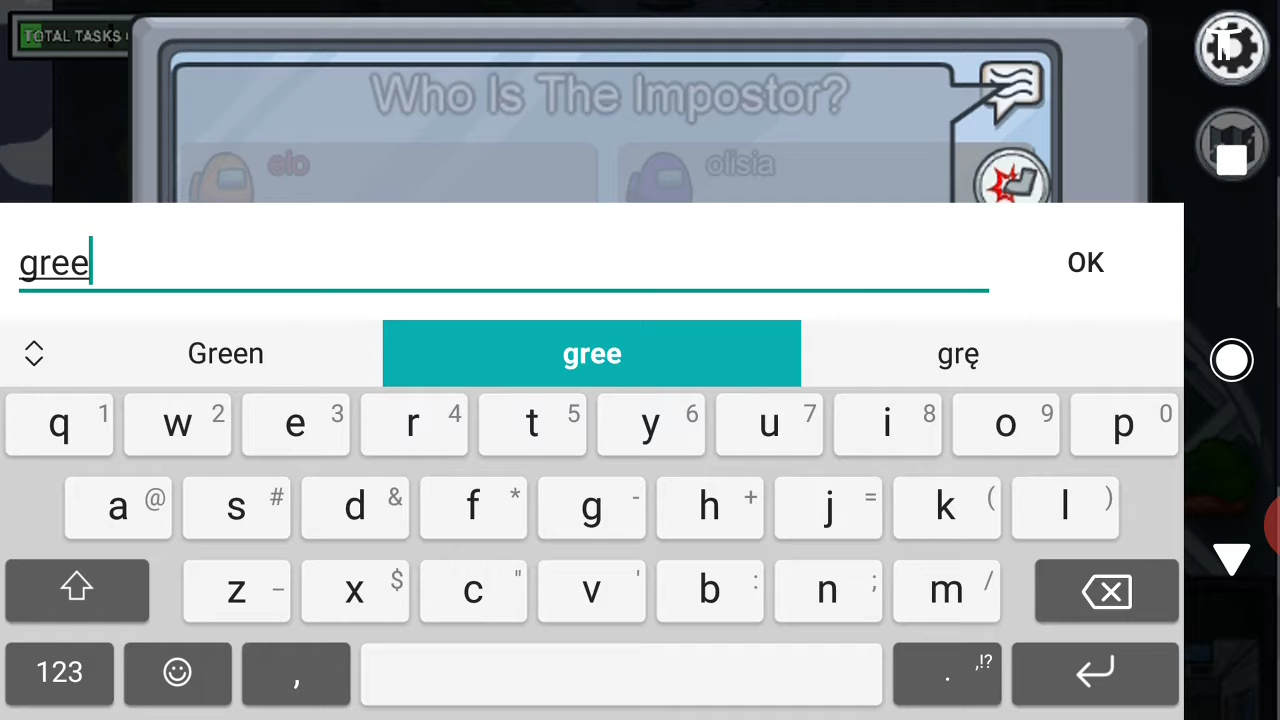 TOTAL TASKS
Who Is The Impostor?
elo
olisia
gree
OK
Green gree grę
q 1 w 2 e 3 r 4 t 5 y 6 u 7 i 8 o 9 p 0
a @ s # d & f * g - h + j = k ( l )
z _ x $ c " v ' b : n ; m /
123 , . ,!?